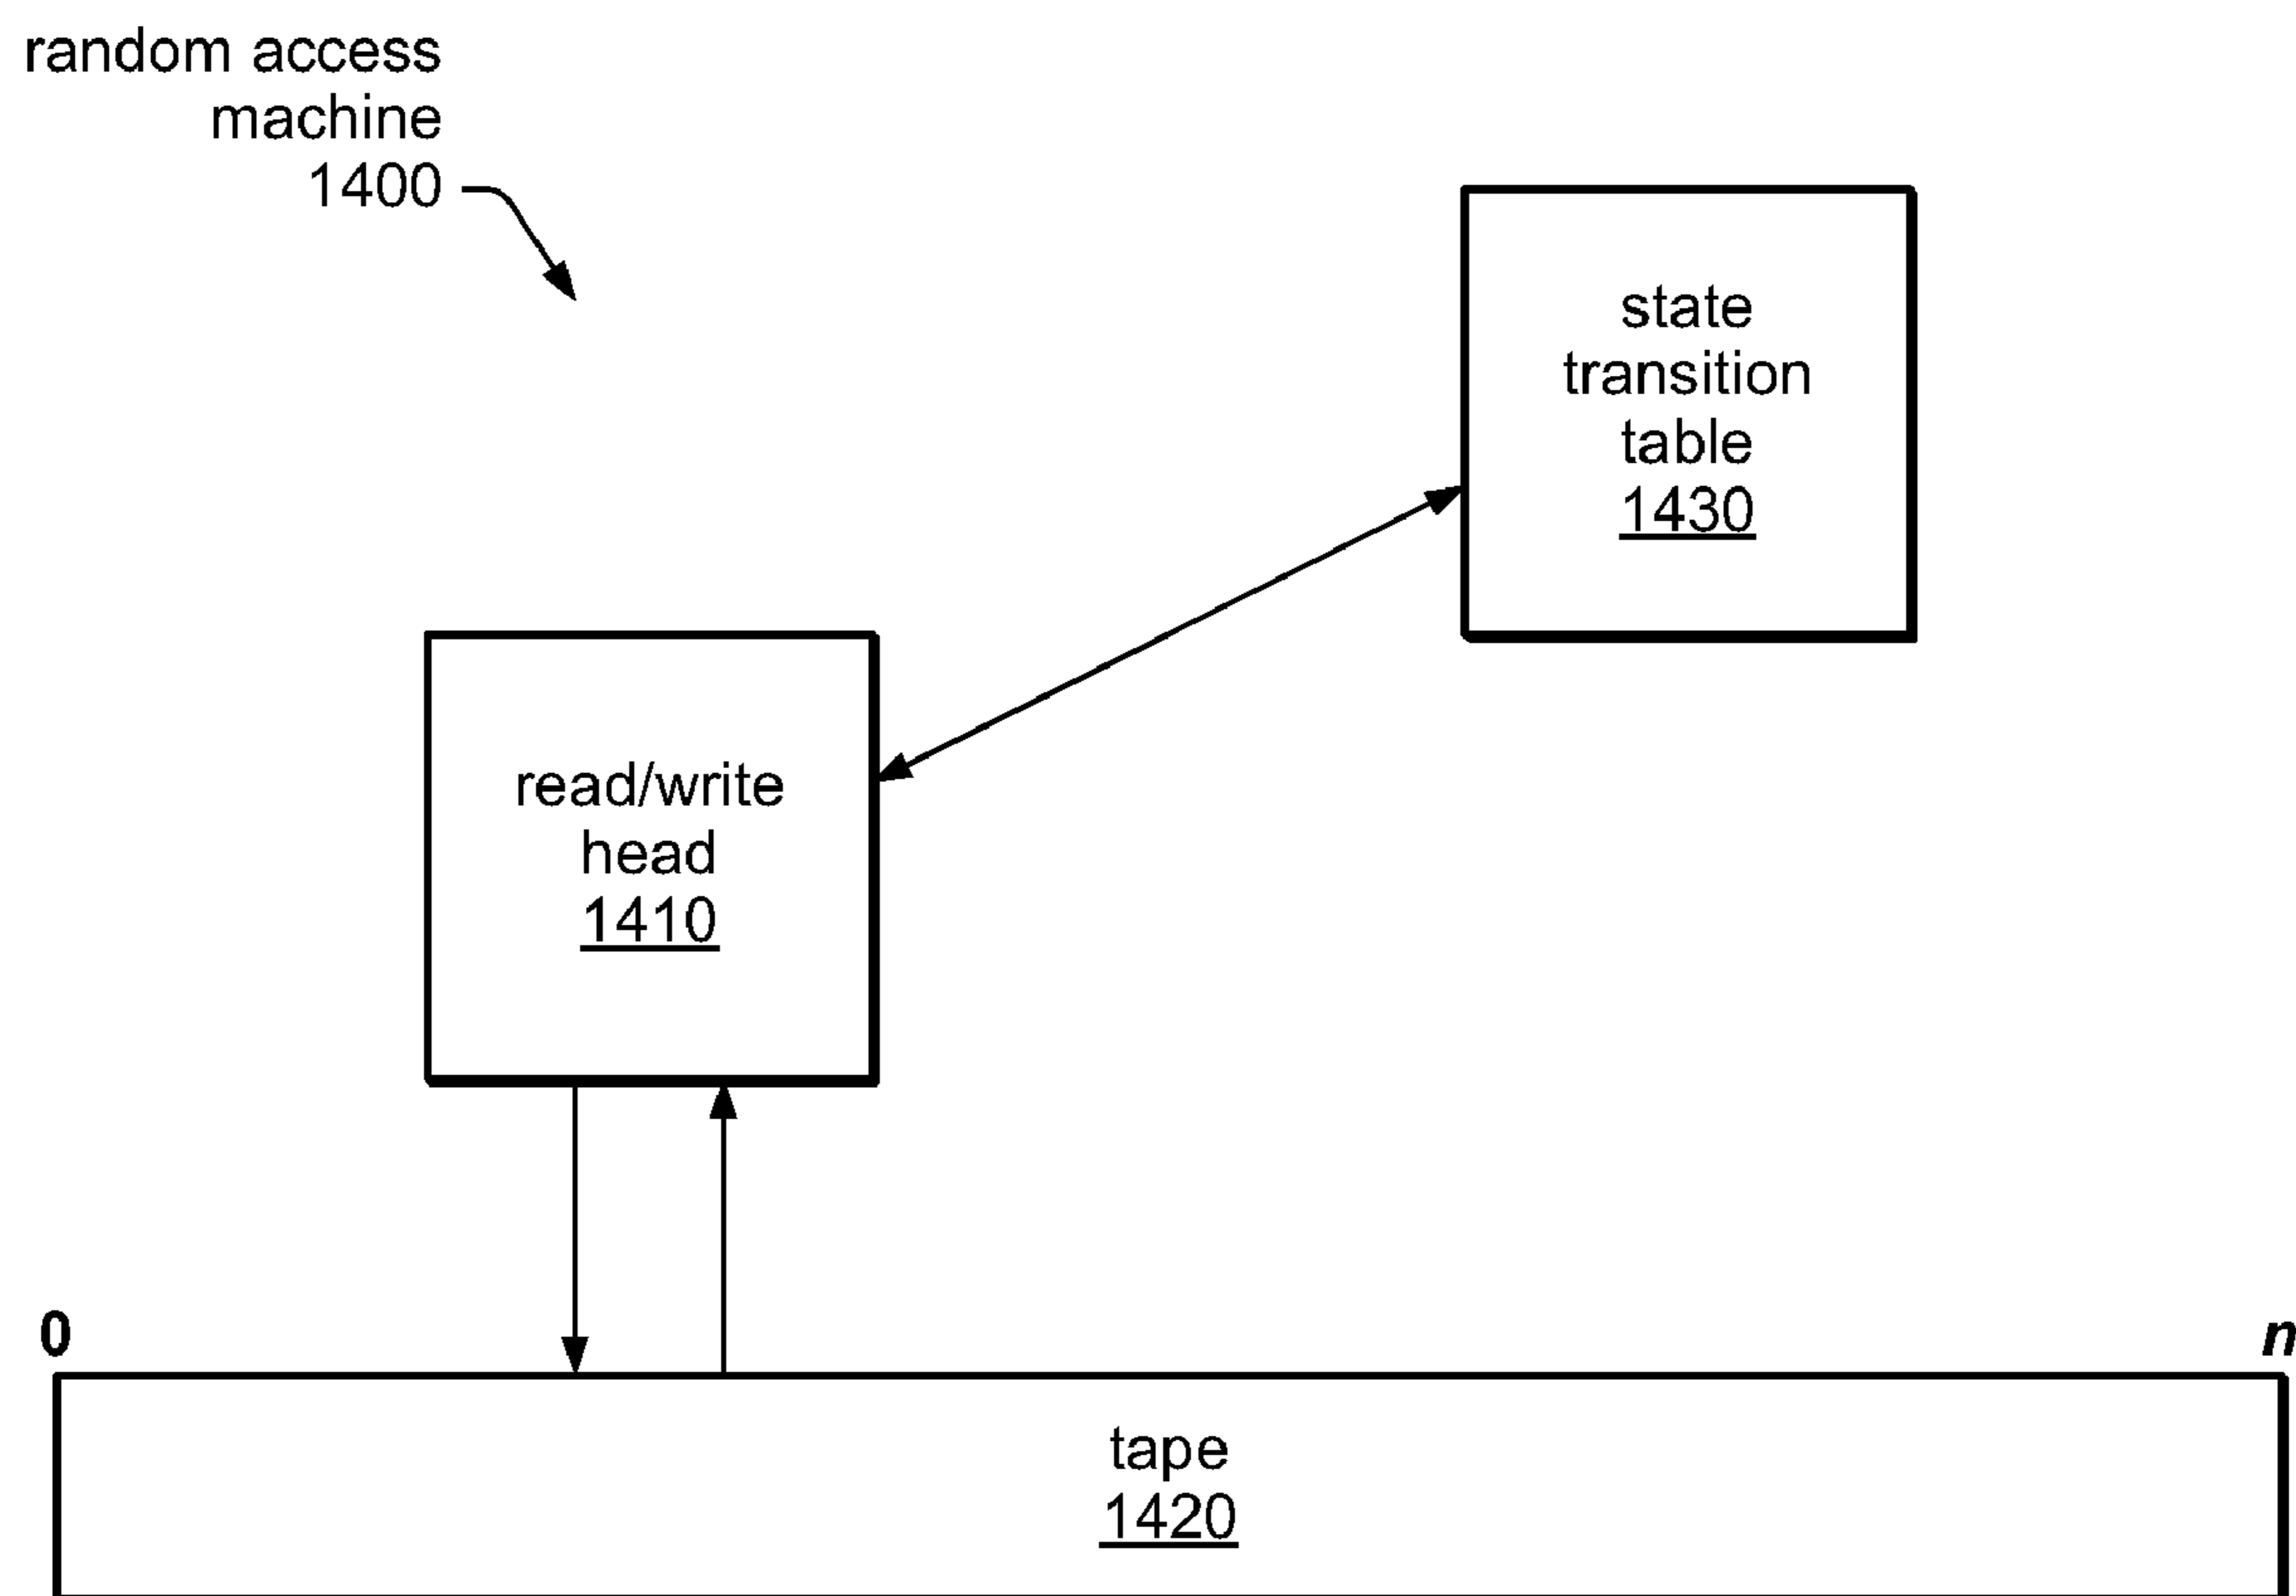 random access
machine
1400
state
transition
table
1430
read/write
head
1410
0
n
tape
1420